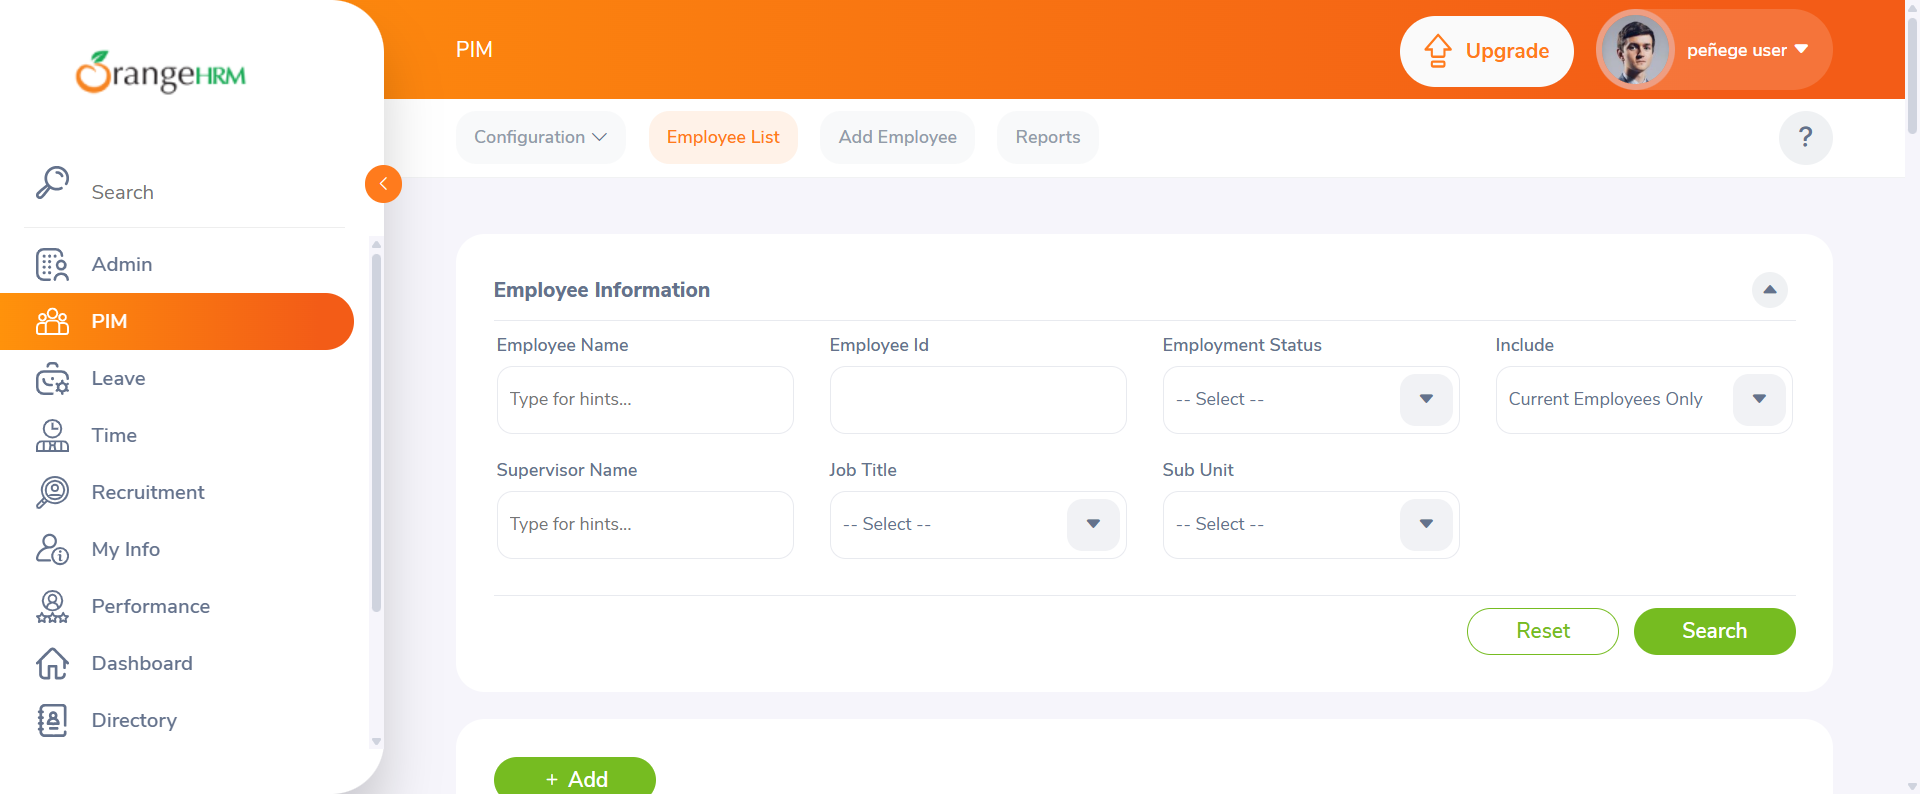 OrangeHRM
Search
Admin
PIM
Leave
Time
Recruitment
My Info
Performance
Dashboard
Directory
PIM
Upgrade
peñege user
Configuration
Employee List
Add Employee
Reports
?
Employee Information
Employee Name
Employee Id
Employment Status
Include
Type for hints...
-- Select --
Current Employees Only
Supervisor Name
Job Title
Sub Unit
Type for hints...
-- Select --
-- Select --
Reset
Search
+ Add